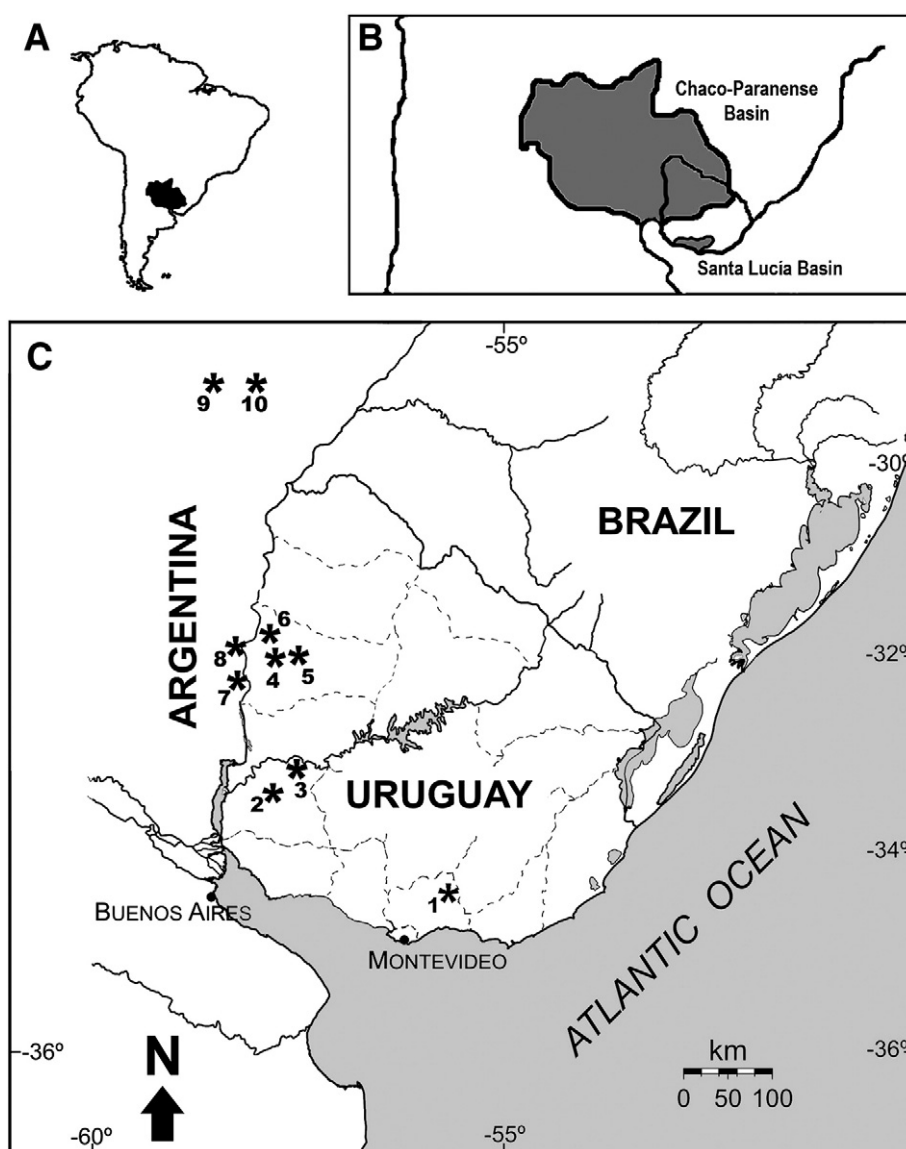 A
B
Chaco-Paranense
Basin
Santa Lucía Basin
C
-55º
9
10
-30º
BRAZIL
ARGENTINA
6
8
4
5
-32º
7
3
2
URUGUAY
-34º
1
BUENOS AIRES
MONTEVIDEO
ATLANTIC OCEAN
-36º
N
km
-36º
0 50 100
-60º
-55º